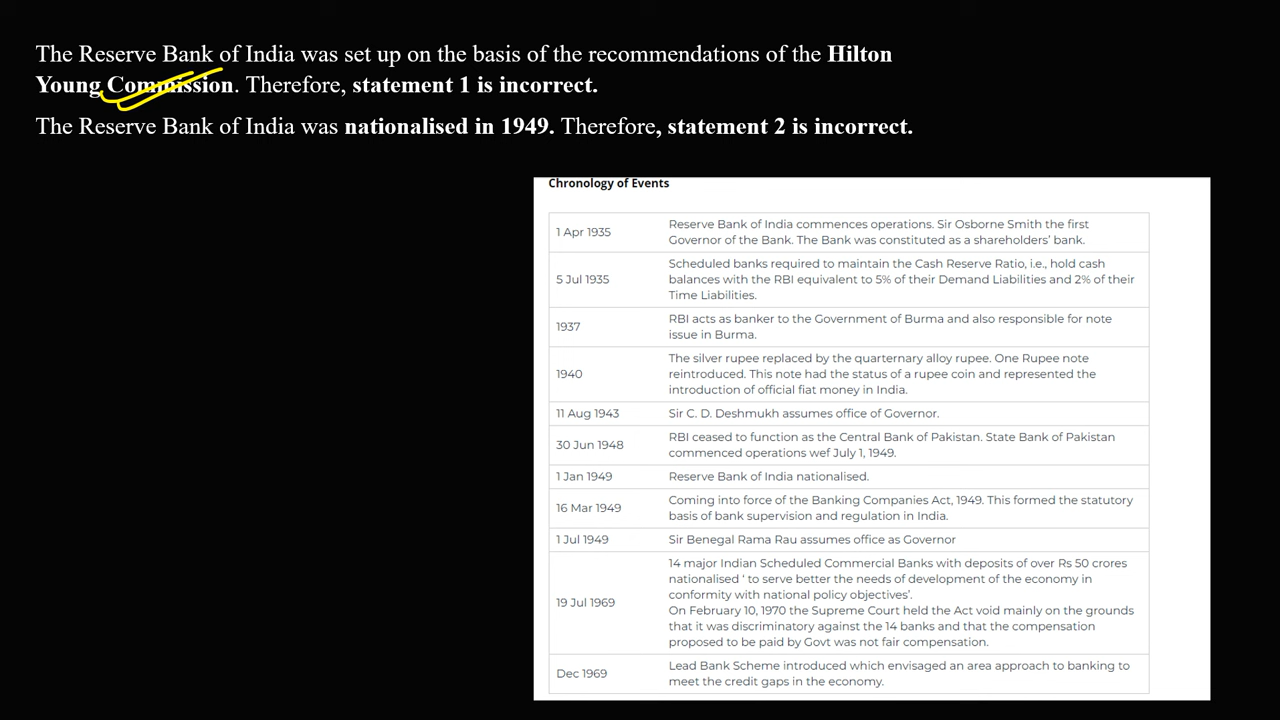 The Reserve Bank of India was set up on the basis of the recommendations of the Hilton
Young Commission. Therefore, statement 1 is incorrect.
The Reserve Bank of India was nationalised in 1949. Therefore, statement 2 is incorrect.
Chronology of Events
1 Apr 1935
Reserve Bank of India commences operations. Sir Osborne Smith the first
Governor of the Bank. The Bank was constituted as a shareholders' bank.
5 Jul 1935
Scheduled banks required to maintain the Cash Reserve Ratio, i.e., hold cash
balances with the RBI equivalent to 5% of their Demand Liabilities and 2% of their
Time Liabilities.
1937
RBI acts as banker to the Government of Burma and also responsible for note
issue in Burma.
1940
The silver rupee replaced by the quarternary alloy rupee. One Rupee note
reintroduced. This note had the status of a rupee coin and represented the
introduction of official fiat money in India.
11 Aug 1943
Sir C. D. Deshmukh assumes office of Governor.
30 Jun 1948
RBI ceased to function as the Central Bank of Pakistan. State Bank of Pakistan
commenced operations wef July 1, 1949.
1 Jan 1949
Reserve Bank of India nationalised.
16 Mar 1949
Coming into force of the Banking Companies Act, 1949. This formed the statutory
basis of bank supervision and regulation in India.
1 Jul 1949
Sir Benegal Rama Rau assumes office as Governor
19 Jul 1969
14 major Indian Scheduled Commercial Banks with deposits of over Rs 50 crores
nationalised ' to serve better the needs of development of the economy in
conformity with national policy objectives'.
On February 10, 1970 the Supreme Court held the Act void mainly on the grounds
that it was discriminatory against the 14 banks and that the compensation
proposed to be paid by Govt was not fair compensation.
Dec 1969
Lead Bank Scheme introduced which envisaged an area approach to banking to
meet the credit gaps in the economy.